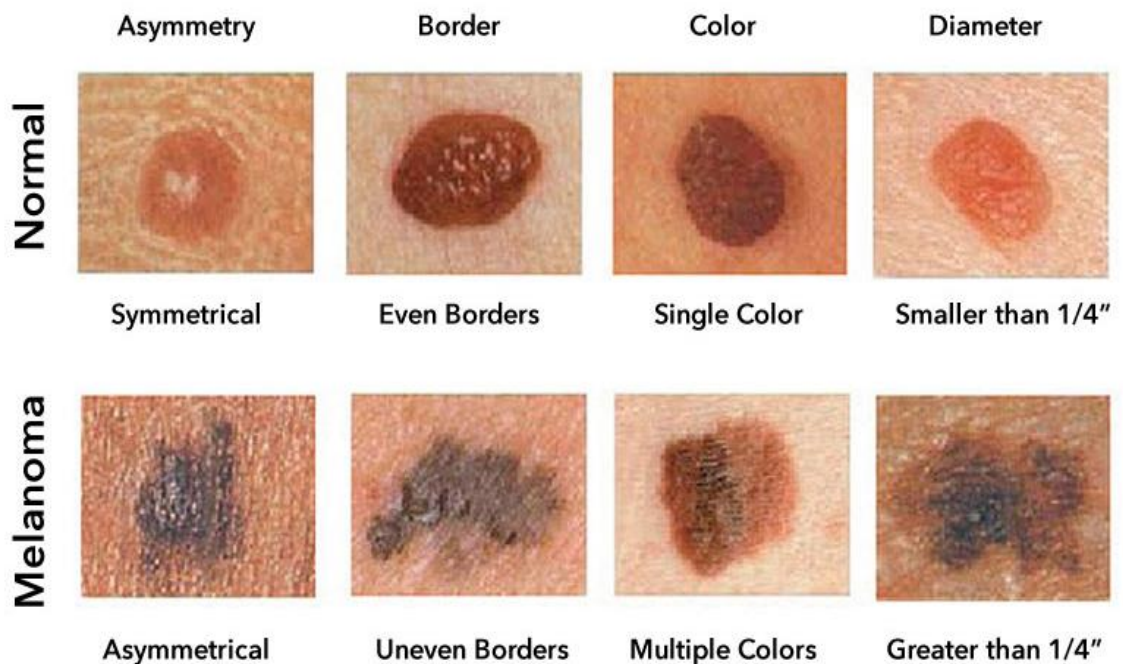 Asymmetry Border Color Diameter
Normal
Symmetrical Even Borders Single Color Smaller than 1/4”
Melanoma
Asymmetrical Uneven Borders Multiple Colors Greater than 1/4”